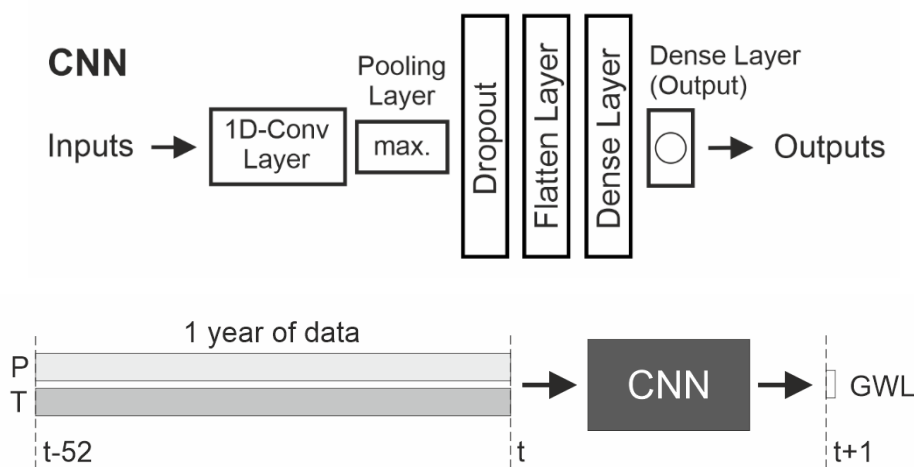 CNN
Inputs
1D-Conv
Layer
Pooling
Layer
max.
Dropout
Flatten Layer
Dense Layer
Dense Layer
(Output)
Outputs
1 year of data
P
T
CNN
GWL
t-52
t
t+1